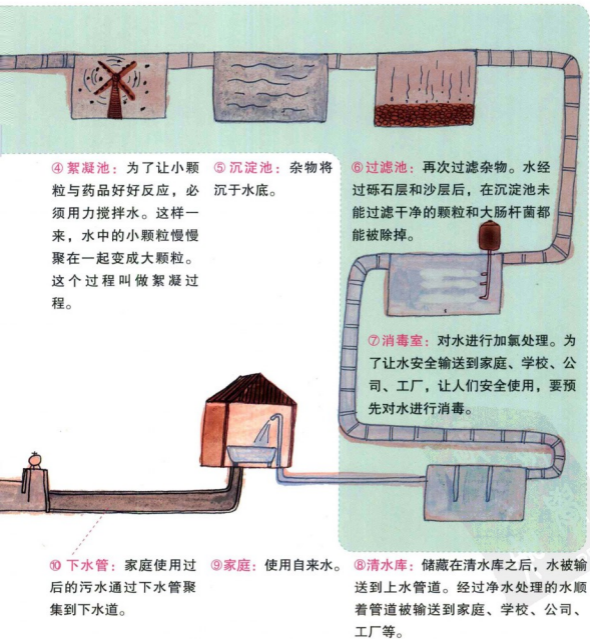 ④絮凝池：为了让小颗
粒与药品好好反应，必
须用力搅拌水。这样一
来，水中的小颗粒慢慢
聚在一起变成大颗粒。
这个过程叫做絮凝过
程。
⑤沉淀池：杂物将
沉于水底。
⑥过滤池：再次过滤杂物。水经
过砾石层和沙层后，在沉淀池未
能过滤干净的颗粒和大肠杆菌都
能被除掉。
⑦消毒室：对水进行加氯处理。为
了让水安全输送到家庭、学校、公
司、工厂，让人们安全使用，要预
先对水进行消毒。
⑩下水管：家庭使用过
后的污水通过下水管聚
集到下水道。
⑨家庭：使用自来水。
⑧清水库：储藏在清水库之后，水被输
送到上水管道。经过净水处理的水顺
着管道被输送到家庭、学校、公司、
工厂等。